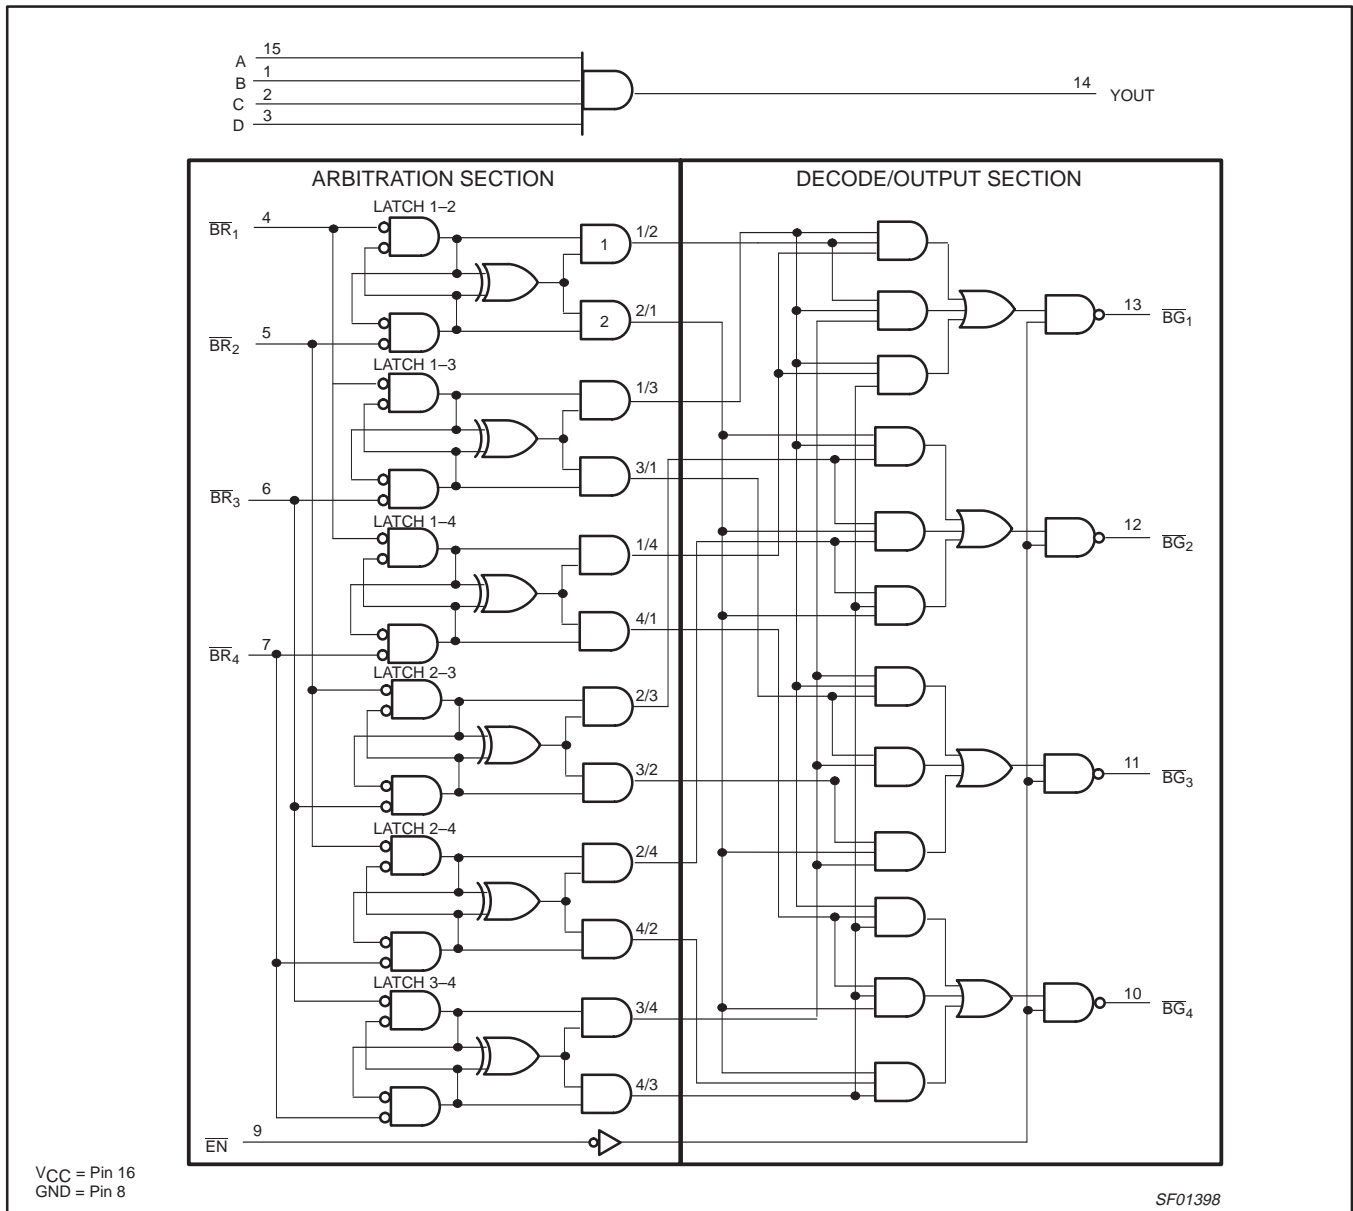 A 15
B 1
C 2
D 3
14 YOUT
ARBITRATION SECTION
DECODE/OUTPUT SECTION
LATCH 1–2
BR1 4
1 1/2
2 2/1
13 BG1
BR2 5
LATCH 1–3
1/3
3/1
BR3 6
LATCH 1–4
1/4
12 BG2
4/1
BR4 7
LATCH 2–3
2/3
3/2
11 BG3
LATCH 2–4
2/4
4/2
LATCH 3–4
3/4
10 BG4
4/3
EN 9
VCC = Pin 16
GND = Pin 8
SF01398